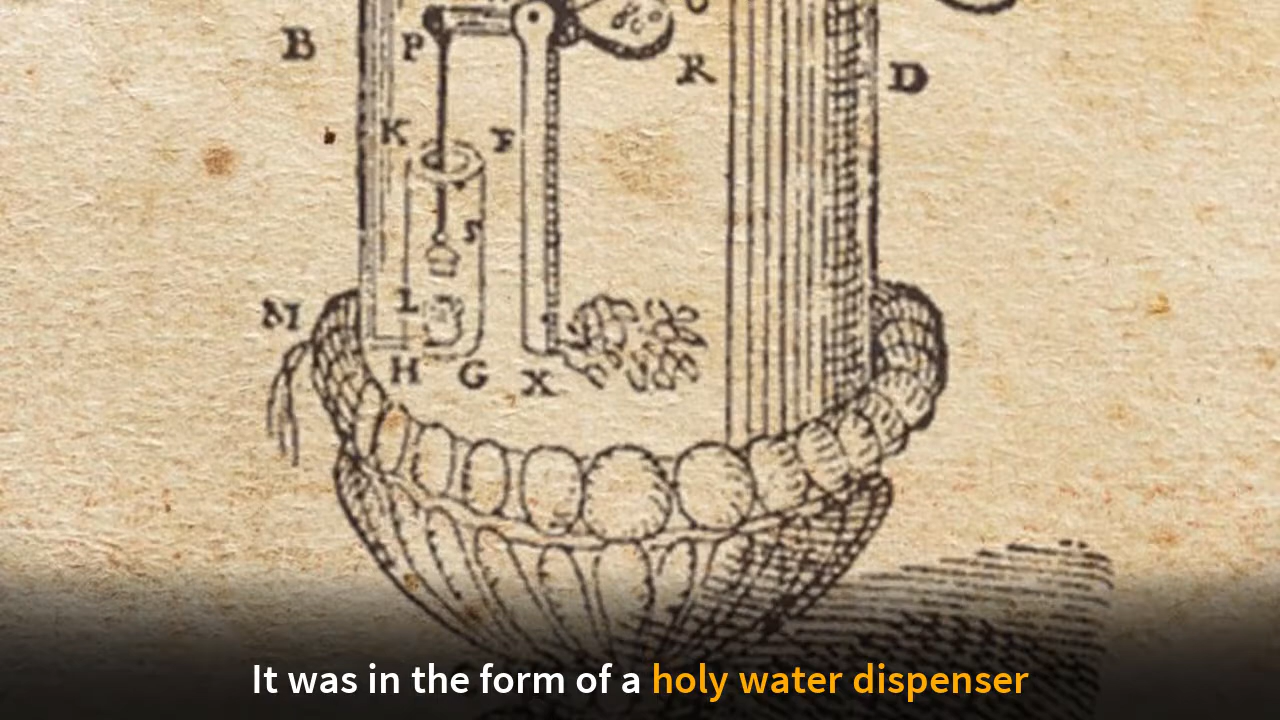 B P R D
K F
S
M L
H G X
It was in the form of a holy water dispenser